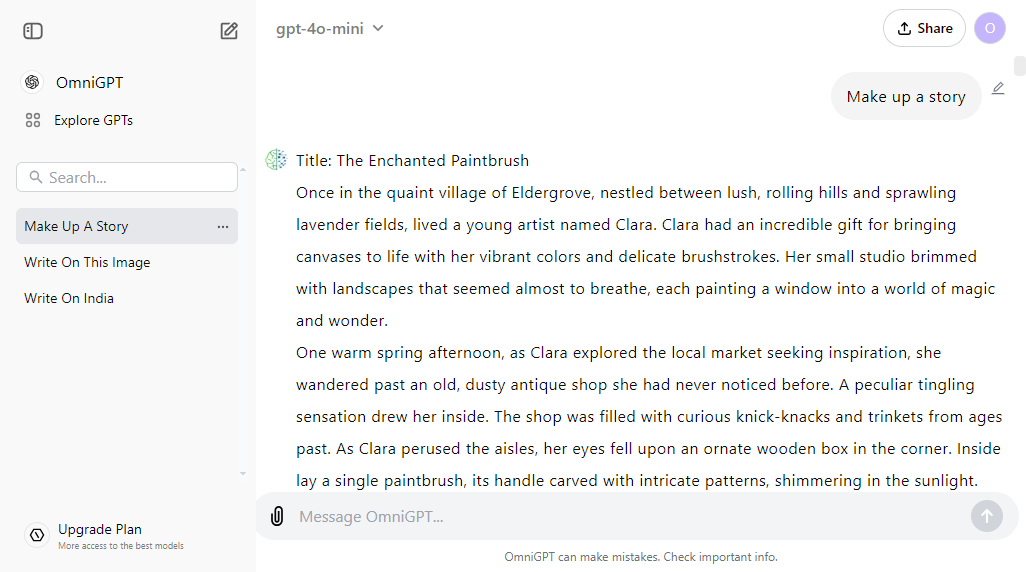 gpt-4o-mini
Share
O
OmniGPT
Explore GPTs
Search...
Make Up A Story
Write On This Image
Write On India
Upgrade Plan
More access to the best models
Make up a story
Title: The Enchanted Paintbrush
Once in the quaint village of Eldergrove, nestled between lush, rolling hills and sprawling
lavender fields, lived a young artist named Clara. Clara had an incredible gift for bringing
canvases to life with her vibrant colors and delicate brushstrokes. Her small studio brimmed
with landscapes that seemed almost to breathe, each painting a window into a world of magic
and wonder.
One warm spring afternoon, as Clara explored the local market seeking inspiration, she
wandered past an old, dusty antique shop she had never noticed before. A peculiar tingling
sensation drew her inside. The shop was filled with curious knick-knacks and trinkets from ages
past. As Clara perused the aisles, her eyes fell upon an ornate wooden box in the corner. Inside
lay a single paintbrush, its handle carved with intricate patterns, shimmering in the sunlight.
Message OmniGPT...
OmniGPT can make mistakes. Check important info.